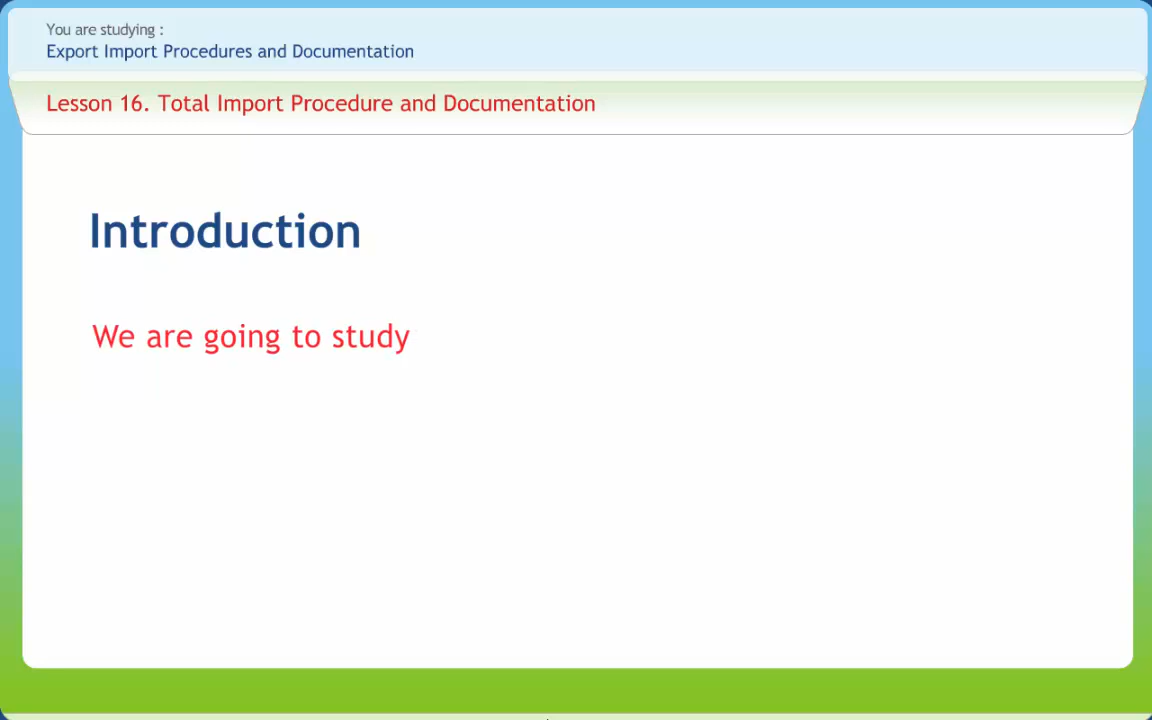 You are studying :
Export Import Procedures and Documentation
Lesson 16. Total Import Procedure and Documentation
Introduction
We are going to study